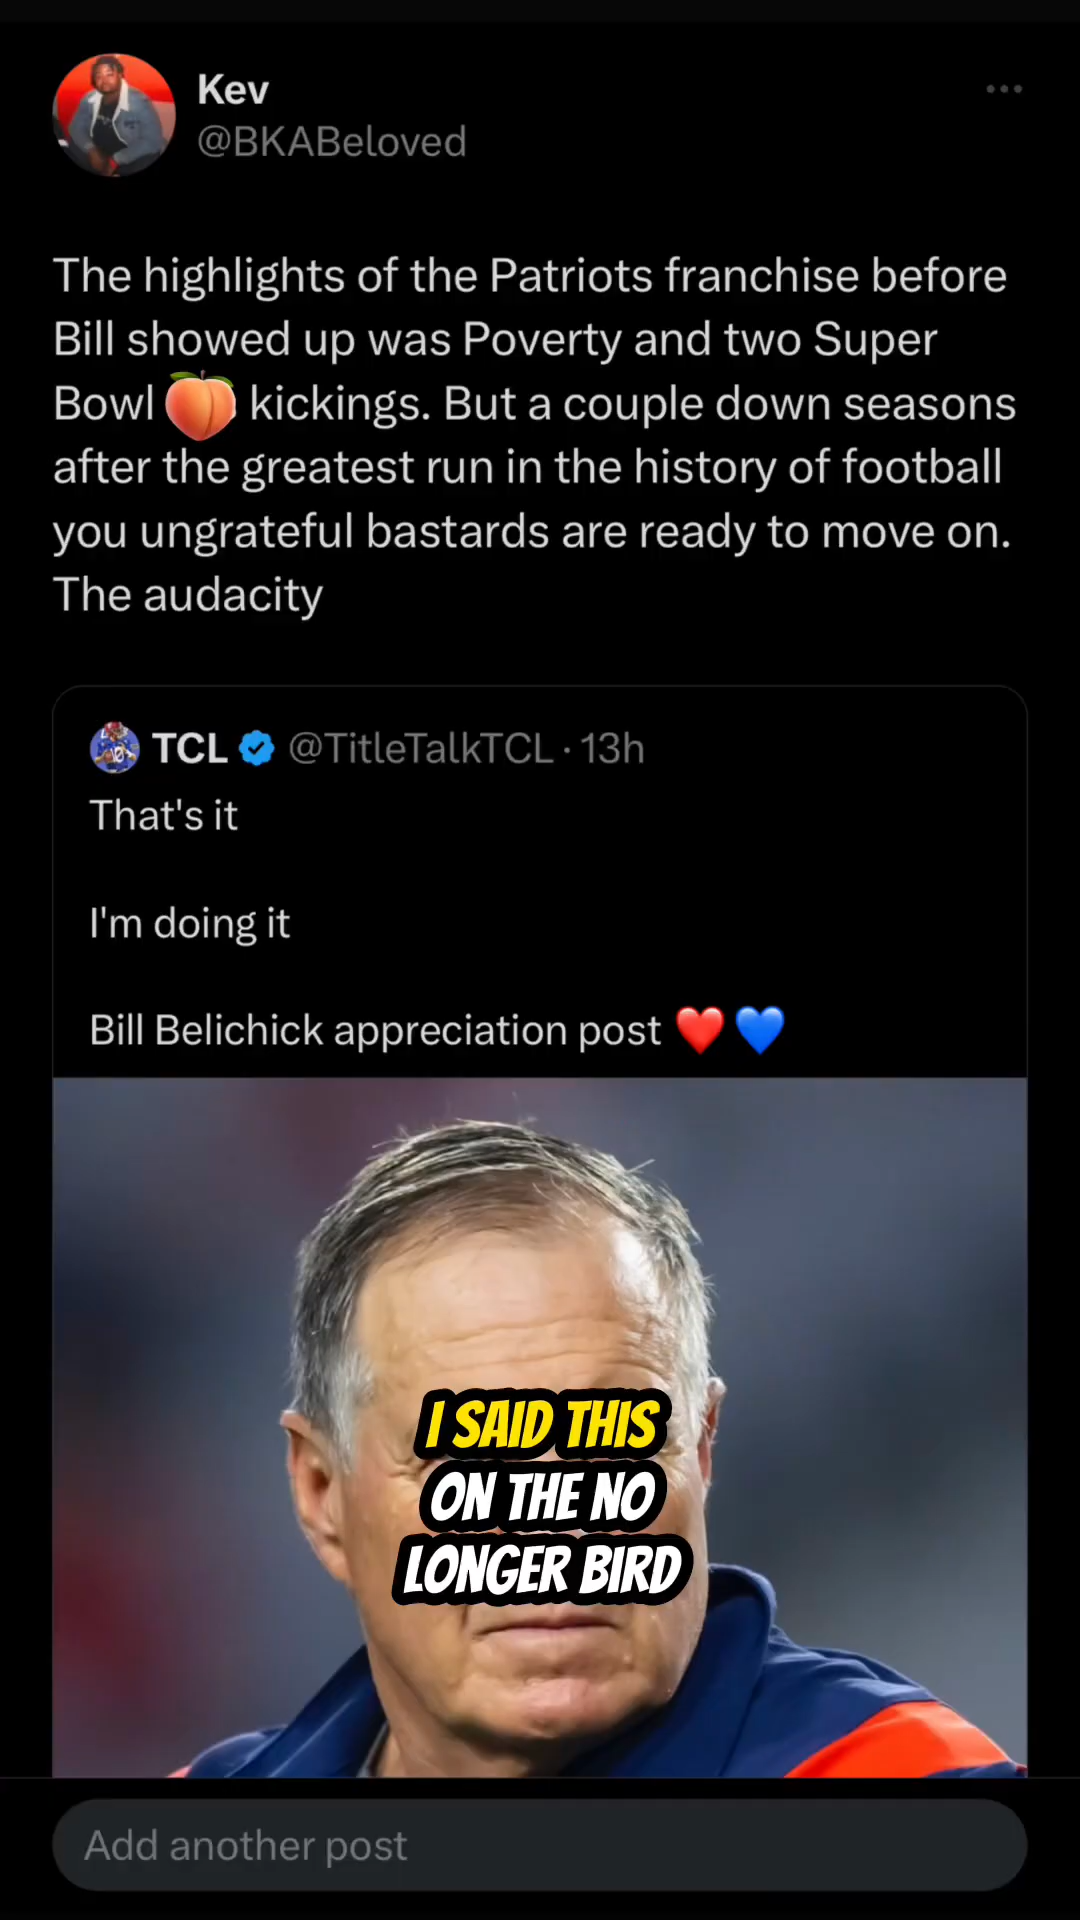 Kev
@BKABeloved
The highlights of the Patriots franchise before
Bill showed up was Poverty and two Super
Bowl 🍑 kickings. But a couple down seasons
after the greatest run in the history of football
you ungrateful bastards are ready to move on.
The audacity
TCL @TitleTalkTCL · 13h
That's it
I'm doing it
Bill Belichick appreciation post ❤️ 💙
I SAID THIS
ON THE NO
LONGER BIRD
Add another post